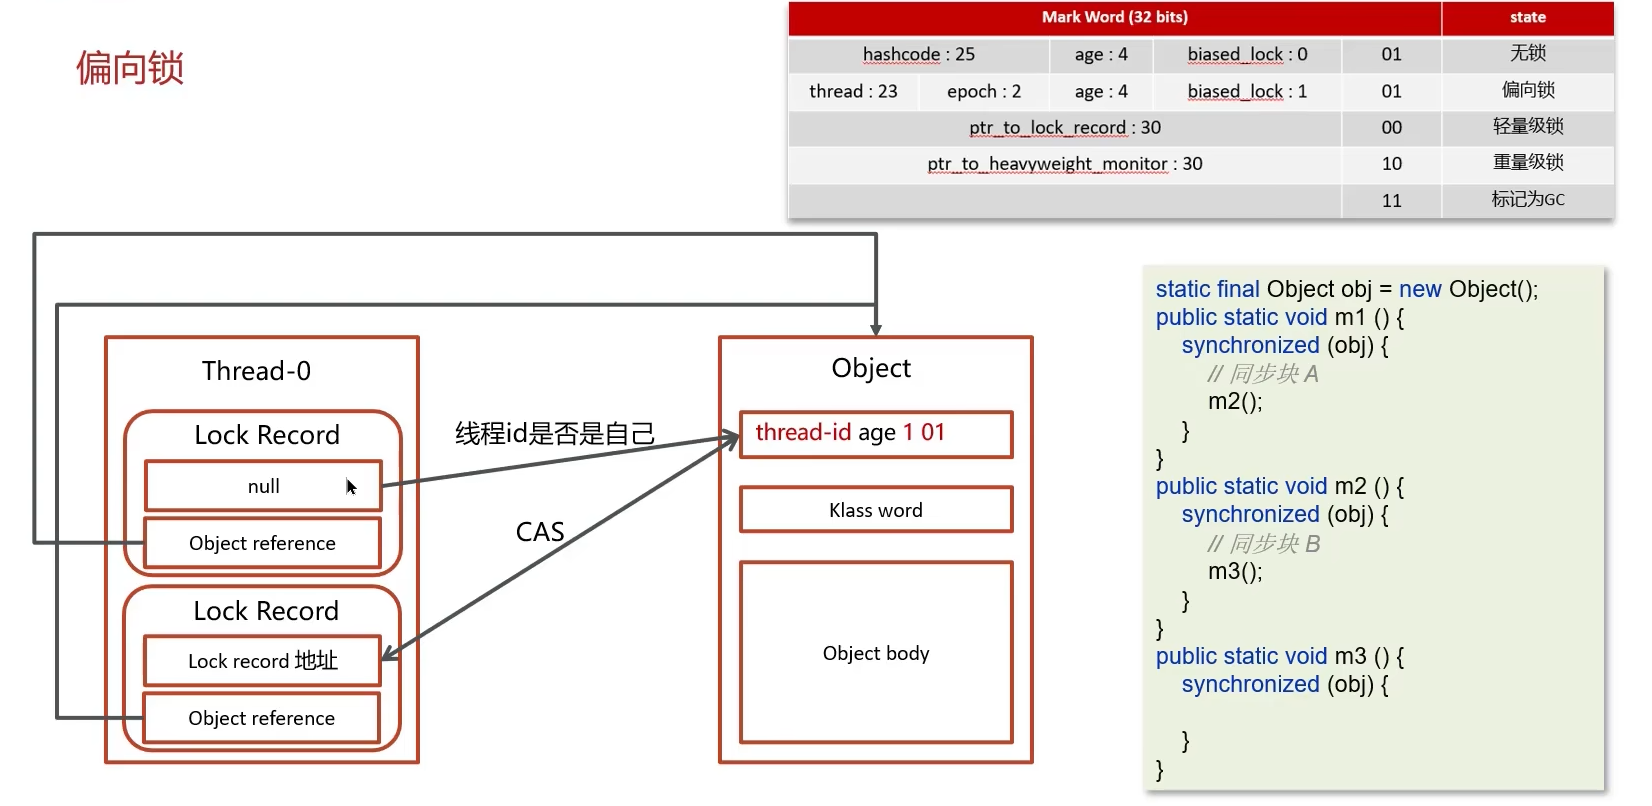 偏向锁
Mark Word (32 bits) state
hashcode : 25 age : 4 biased_lock : 0 01 无锁
thread : 23 epoch : 2 age : 4 biased_lock : 1 01 偏向锁
ptr_to_lock_record : 30 00 轻量级锁
ptr_to_heavyweight_monitor : 30 10 重量级锁
11 标记为GC
Thread-0
Lock Record
null
Object reference
Lock Record
Lock record 地址
Object reference
线程id是否是自己
CAS
Object
thread-id age 1 01
Klass word
Object body
static final Object obj = new Object();
public static void m1 () {
synchronized (obj) {
// 同步块 A
m2();
}
}
public static void m2 () {
synchronized (obj) {
// 同步块 B
m3();
}
}
public static void m3 () {
synchronized (obj) {
}
}